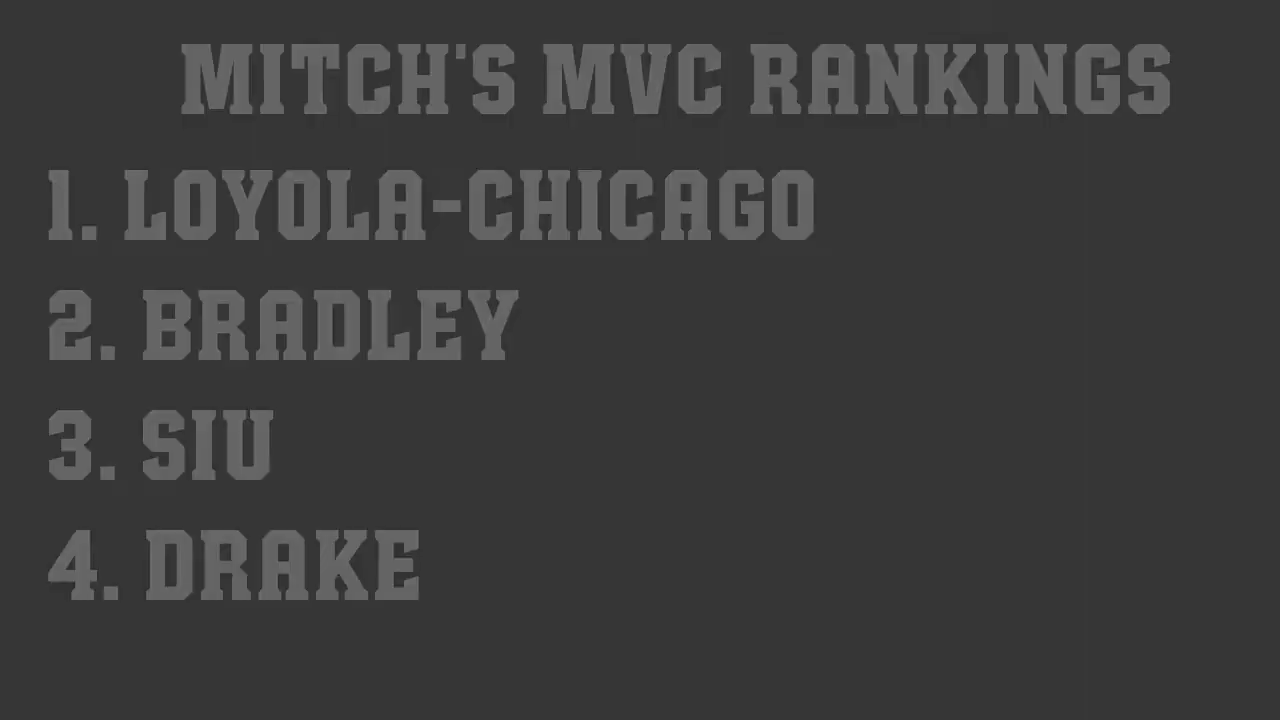 MITCH'S MVC RANKINGS
1. LOYOLA-CHICAGO
2. BRADLEY
3. SIU
4. DRAKE